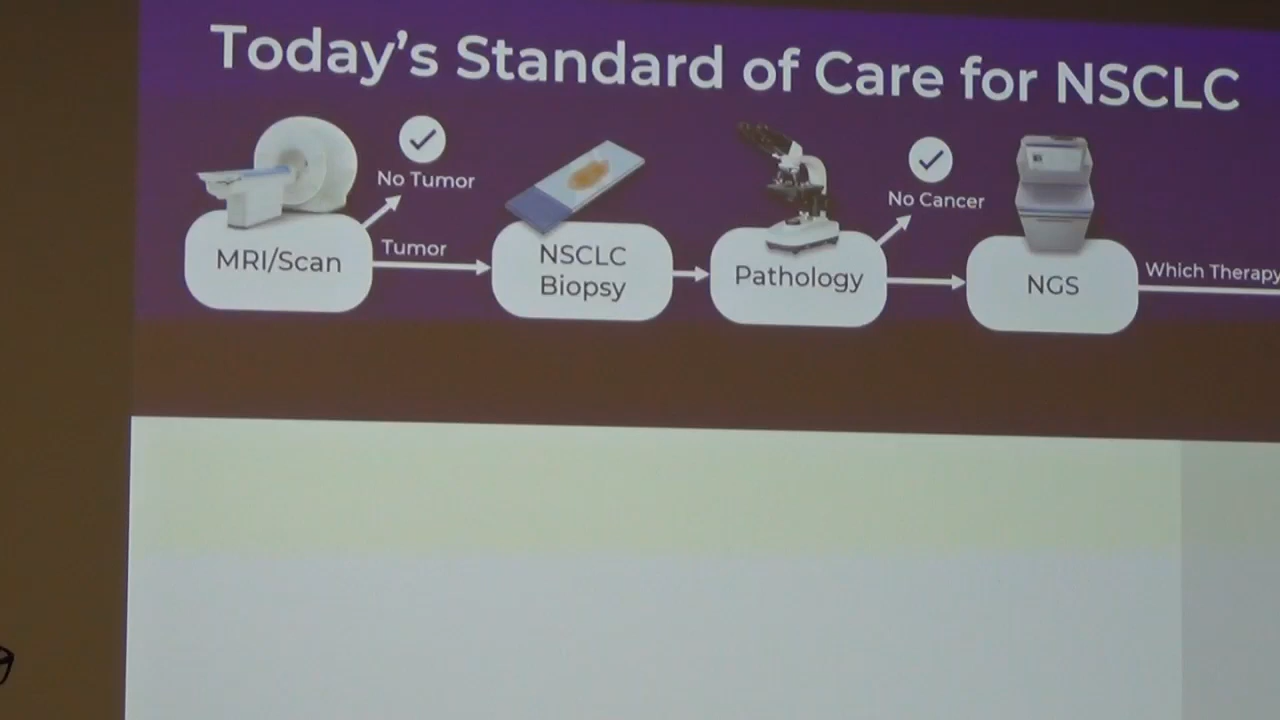 Today's Standard of Care for NSCLC
No Tumor
Tumor
MRI/Scan
NSCLC
Biopsy
Pathology
No Cancer
NGS
Which Therapy